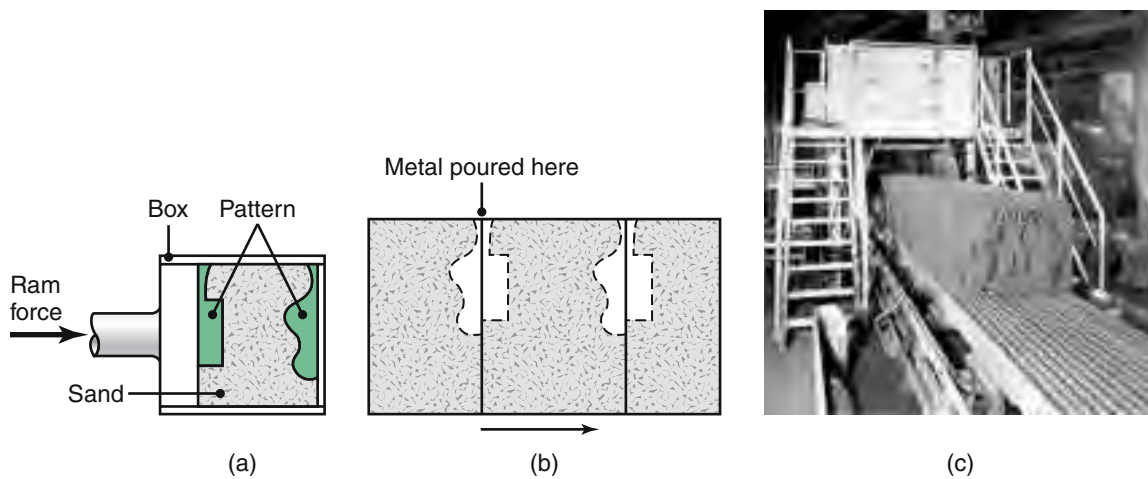 Metal poured here
Box
Pattern
Ram
force
Sand
(a)
(b)
(c)